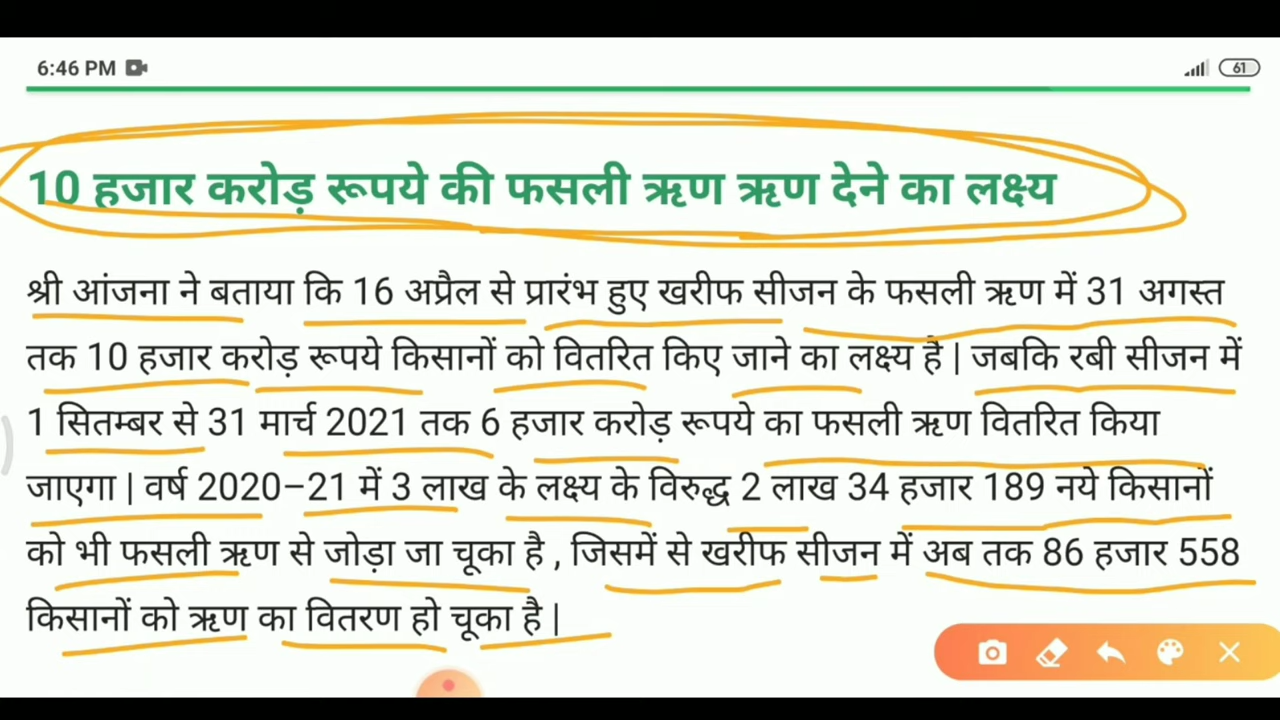 6:46 PM
61
10 हजार करोड़ रूपये की फसली ऋण ऋण देने का लक्ष्य
श्री आंजना ने बताया कि 16 अप्रैल से प्रारंभ हुए खरीफ सीजन के फसली ऋण में 31 अगस्त
तक 10 हजार करोड़ रूपये किसानों को वितरित किए जाने का लक्ष्य है | जबकि रबी सीजन में
1 सितम्बर से 31 मार्च 2021 तक 6 हजार करोड़ रूपये का फसली ऋण वितरित किया
जाएगा | वर्ष 2020–21 में 3 लाख के लक्ष्य के विरुद्ध 2 लाख 34 हजार 189 नये किसानों
को भी फसली ऋण से जोड़ा जा चूका है , जिसमें से खरीफ सीजन में अब तक 86 हजार 558
किसानों को ऋण का वितरण हो चूका है |